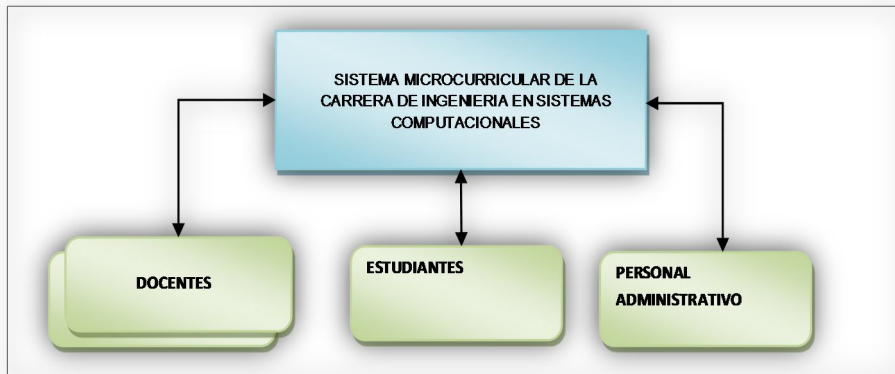 SISTEMA MICROCURRICULAR DE LA
CARRERA DE INGENIERIA EN SISTEMAS
COMPUTACIONALES
DOCENTES
ESTUDIANTES
PERSONAL
ADMINISTRATIVO